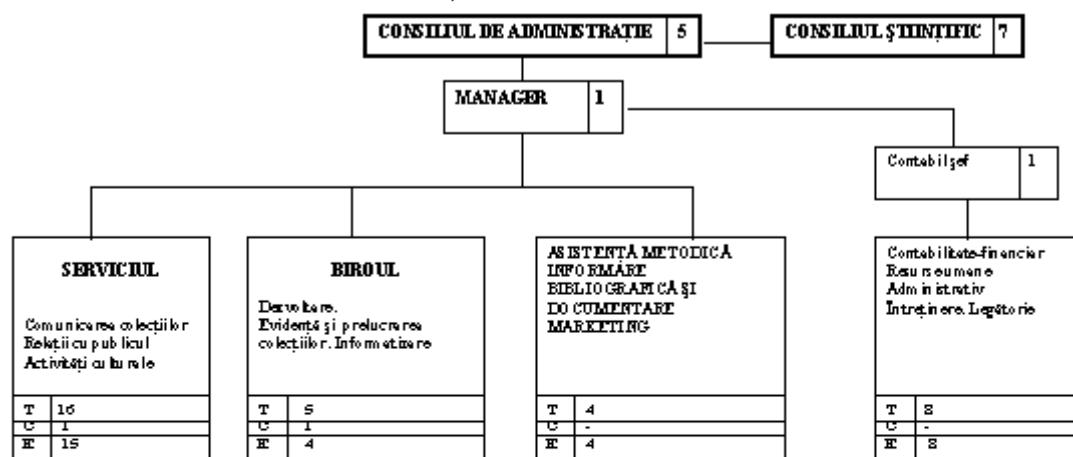 CONSILIUL DE ADMINISTRAȚIE 5
CONSILIUL ȘTIINȚIFIC 7
MANAGER 1
Contabil șef 1
SERVICIUL
Comunicarea colecțiilor
Relații cu publicul
Activități culturale
T 16
C 1
E 15
BIROUL
Dezvoltare.
Evidență și prelucrarea
colecțiilor. Informatizare
T 5
C 1
E 4
ASISTENTĂ METODICĂ
INFORMARE
BIBLIOGRAFICĂ ȘI
DOCUMENTARE
MARKETING
T 4
C -
E 4
Contabilitate-financiar
Resurse umane
Administrativ
Întreținere. Legătorie
T 8
C -
E 8